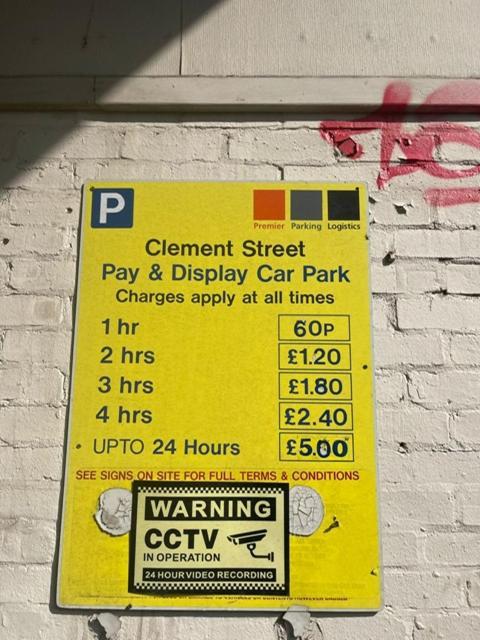 P
Premier Parking Logistics
Clement Street
Pay & Display Car Park
Charges apply at all times
1 hr 60P
2 hrs £1.20
3 hrs £1.80
4 hrs £2.40
UPTO 24 Hours £5.00
SEE SIGNS ON SITE FOR FULL TERMS & CONDITIONS
WARNING
CCTV
IN OPERATION
24 HOUR VIDEO RECORDING